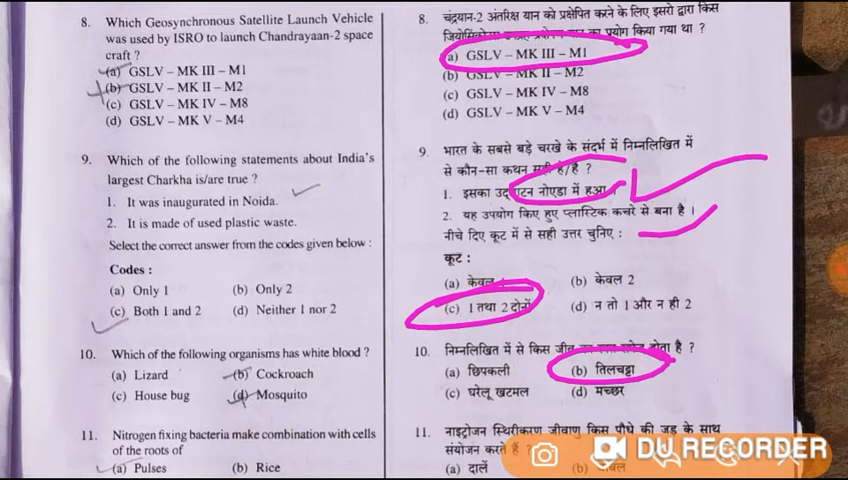 8. Which Geosynchronous Satellite Launch Vehicle
was used by ISRO to launch Chandrayaan-2 space
craft ?
(a) GSLV – MK III – M1
(b) GSLV – MK II – M2
(c) GSLV – MK IV – M8
(d) GSLV – MK V – M4
9. Which of the following statements about India's
largest Charkha is/are true ?
1. It was inaugurated in Noida.
2. It is made of used plastic waste.
Select the correct answer from the codes given below :
Codes :
(a) Only 1 (b) Only 2
(c) Both 1 and 2 (d) Neither 1 nor 2
10. Which of the following organisms has white blood ?
(a) Lizard (b) Cockroach
(c) House bug (d) Mosquito
11. Nitrogen fixing bacteria make combination with cells
of the roots of
(a) Pulses (b) Rice
8. चंद्रयान-2 अंतरिक्ष यान को प्रक्षेपित करने के लिए इसरो द्वारा किस
का प्रयोग किया गया था ?
(a) GSLV – MK III – M1
(b) GSLV – MK II – M2
(c) GSLV – MK IV – M8
(d) GSLV – MK V – M4
9. भारत के सबसे बड़े चरखे के संदर्भ में निम्नलिखित में
से कौन-सा कथन सही है/हैं ?
1. इसका नोएडा में हुआ
2. यह उपयोग किए हुए प्लास्टिक कचरे से बना है ।
नीचे दिए कूट में से सही उत्तर चुनिए :
कूट :
(a) केवल (b) केवल 2
(c) 1 तथा 2 दोनों (d) न तो 1 और न ही 2
10. निम्नलिखित में से किस जीव होता है ?
(a) छिपकली (b) तिलचट्टा
(c) घरेलू खटमल (d) मच्छर
11. नाइट्रोजन स्थिरीकरण जीवाणु किस पौधे की जड़ के साथ
संयोजन करते हैं ?
(a) दालें (b)
DU RECORDER